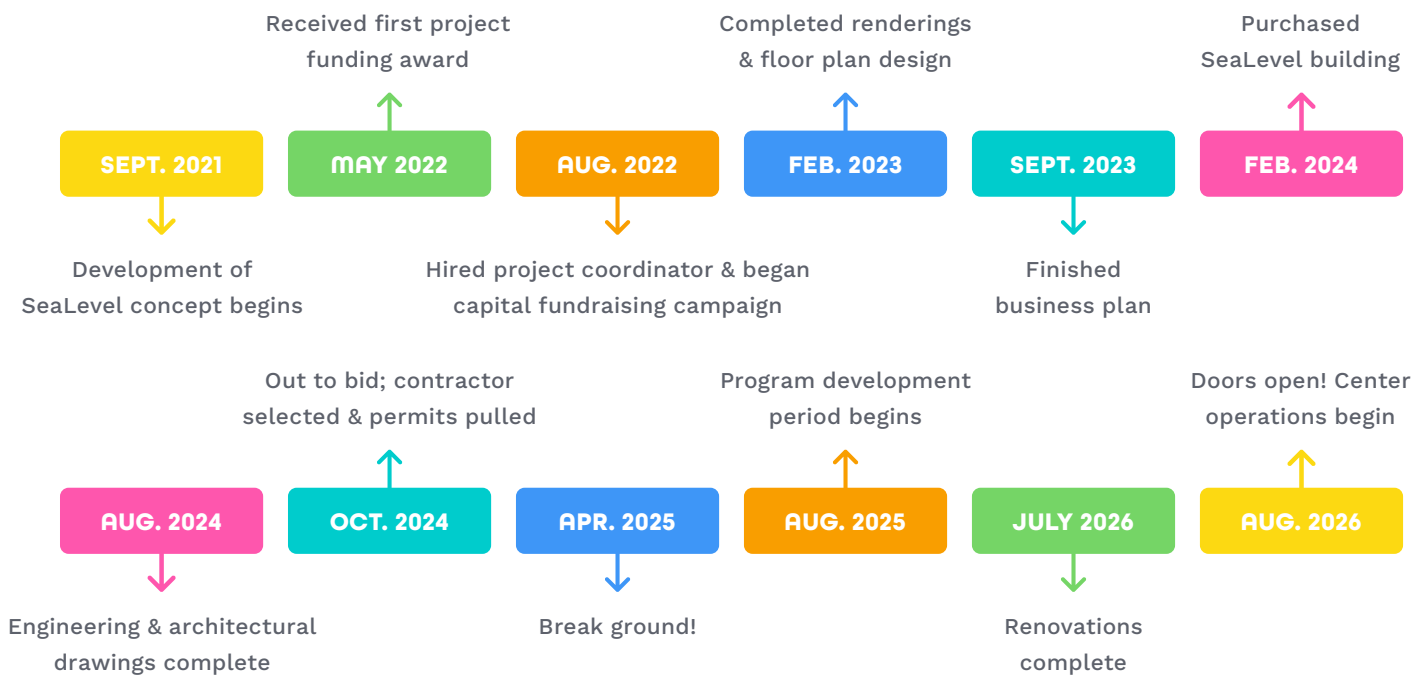 Received first project
funding award
Completed renderings
& floor plan design
Purchased
SeaLevel building
SEPT. 2021
MAY 2022
AUG. 2022
FEB. 2023
SEPT. 2023
FEB. 2024
Development of
SeaLevel concept begins
Hired project coordinator & began
capital fundraising campaign
Finished
business plan
Out to bid; contractor
selected & permits pulled
Program development
period begins
Doors open! Center
operations begin
AUG. 2024
OCT. 2024
APR. 2025
AUG. 2025
JULY 2026
AUG. 2026
Engineering & architectural
drawings complete
Break ground!
Renovations
complete